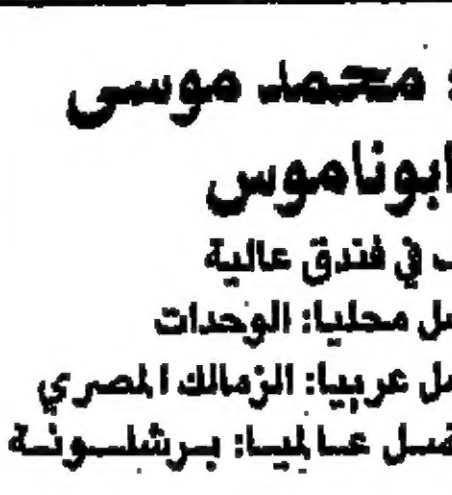 : محمد موسى
ابوناموس
في فندق عالية
محليا: الوحدات
عربيا: الزمالك المصري
عالميا: برشلونة